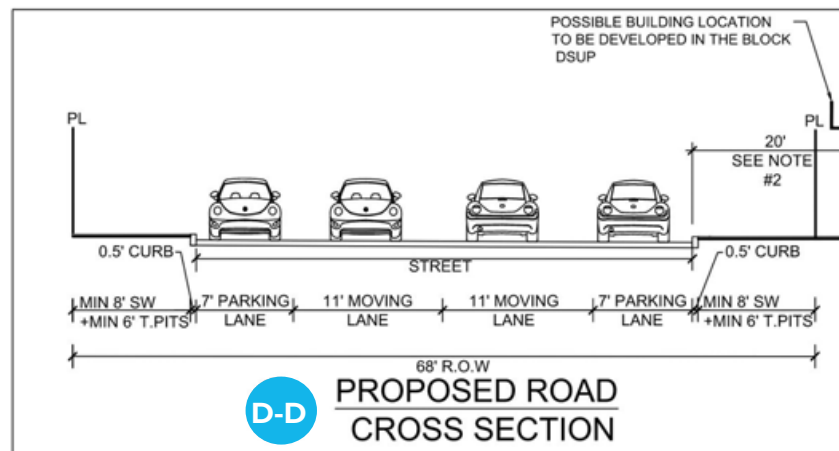 POSSIBLE BUILDING LOCATION
TO BE DEVELOPED IN THE BLOCK
DSUP
PL
PL
20'
SEE NOTE
#2
0.5' CURB
STREET
0.5' CURB
MIN 8' SW
+MIN 6' T.PITS
7' PARKING
LANE
11' MOVING
LANE
11' MOVING
LANE
7' PARKING
LANE
MIN 8' SW
+MIN 6' T.PITS
68' R.O.W
D-D
PROPOSED ROAD
CROSS SECTION